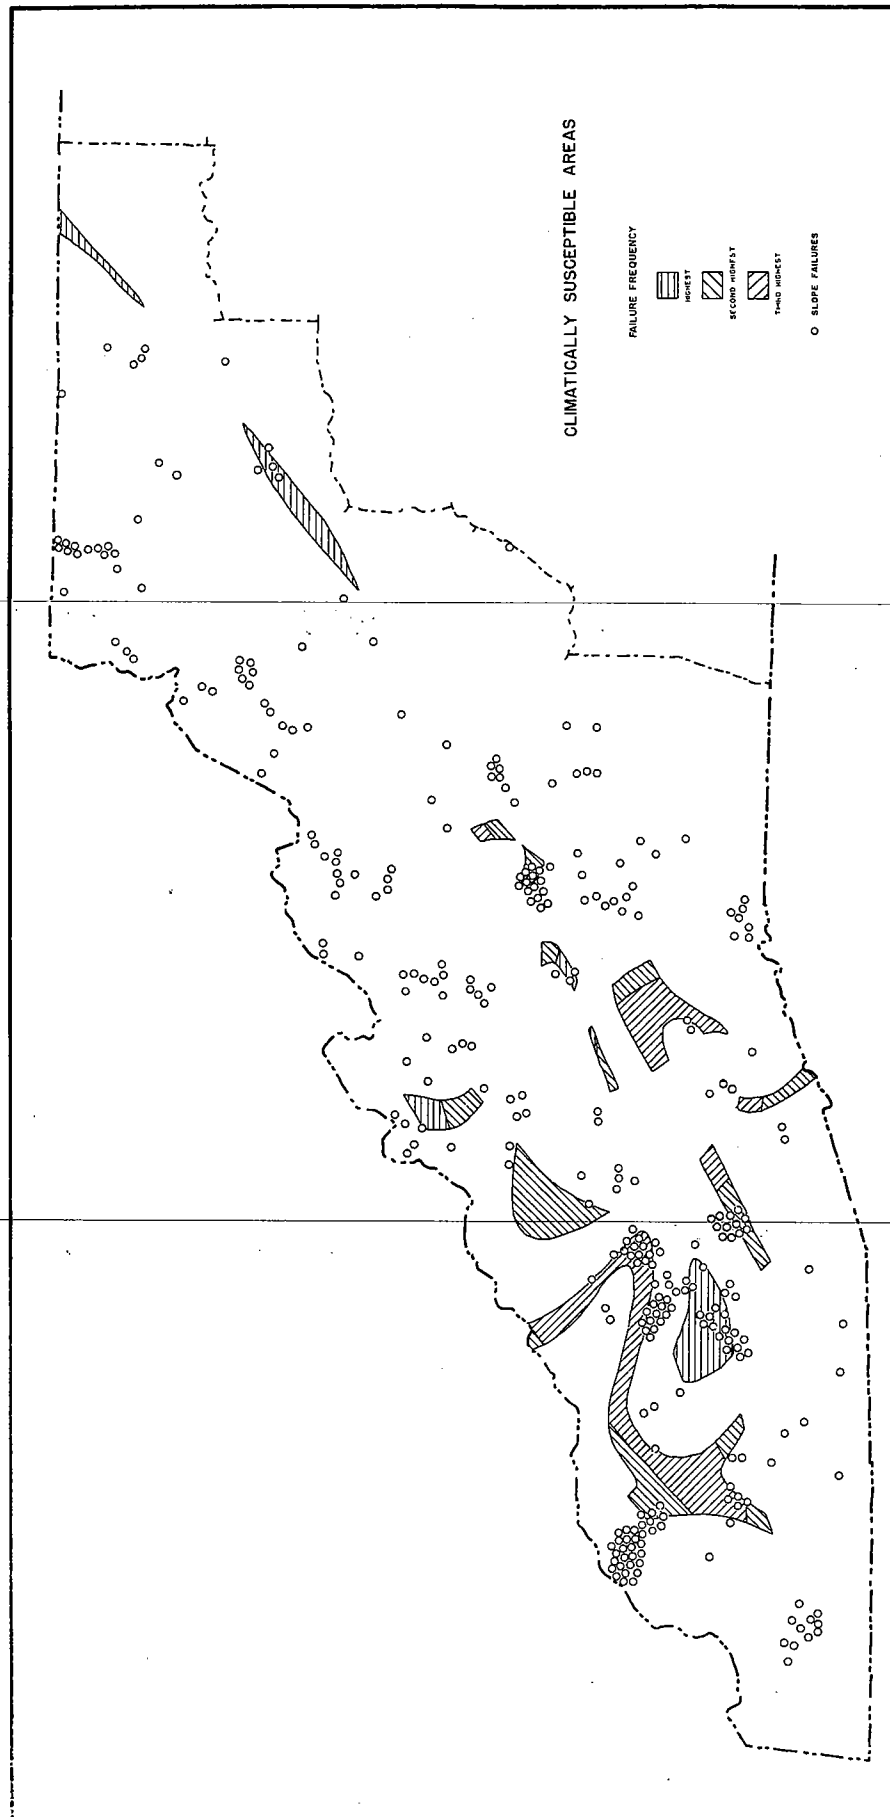 CLIMATICALLY SUSCEPTIBLE AREAS
FAILURE FREQUENCY
HIGHEST
SECOND HIGHEST
THIRD HIGHEST
SLOPE FAILURES